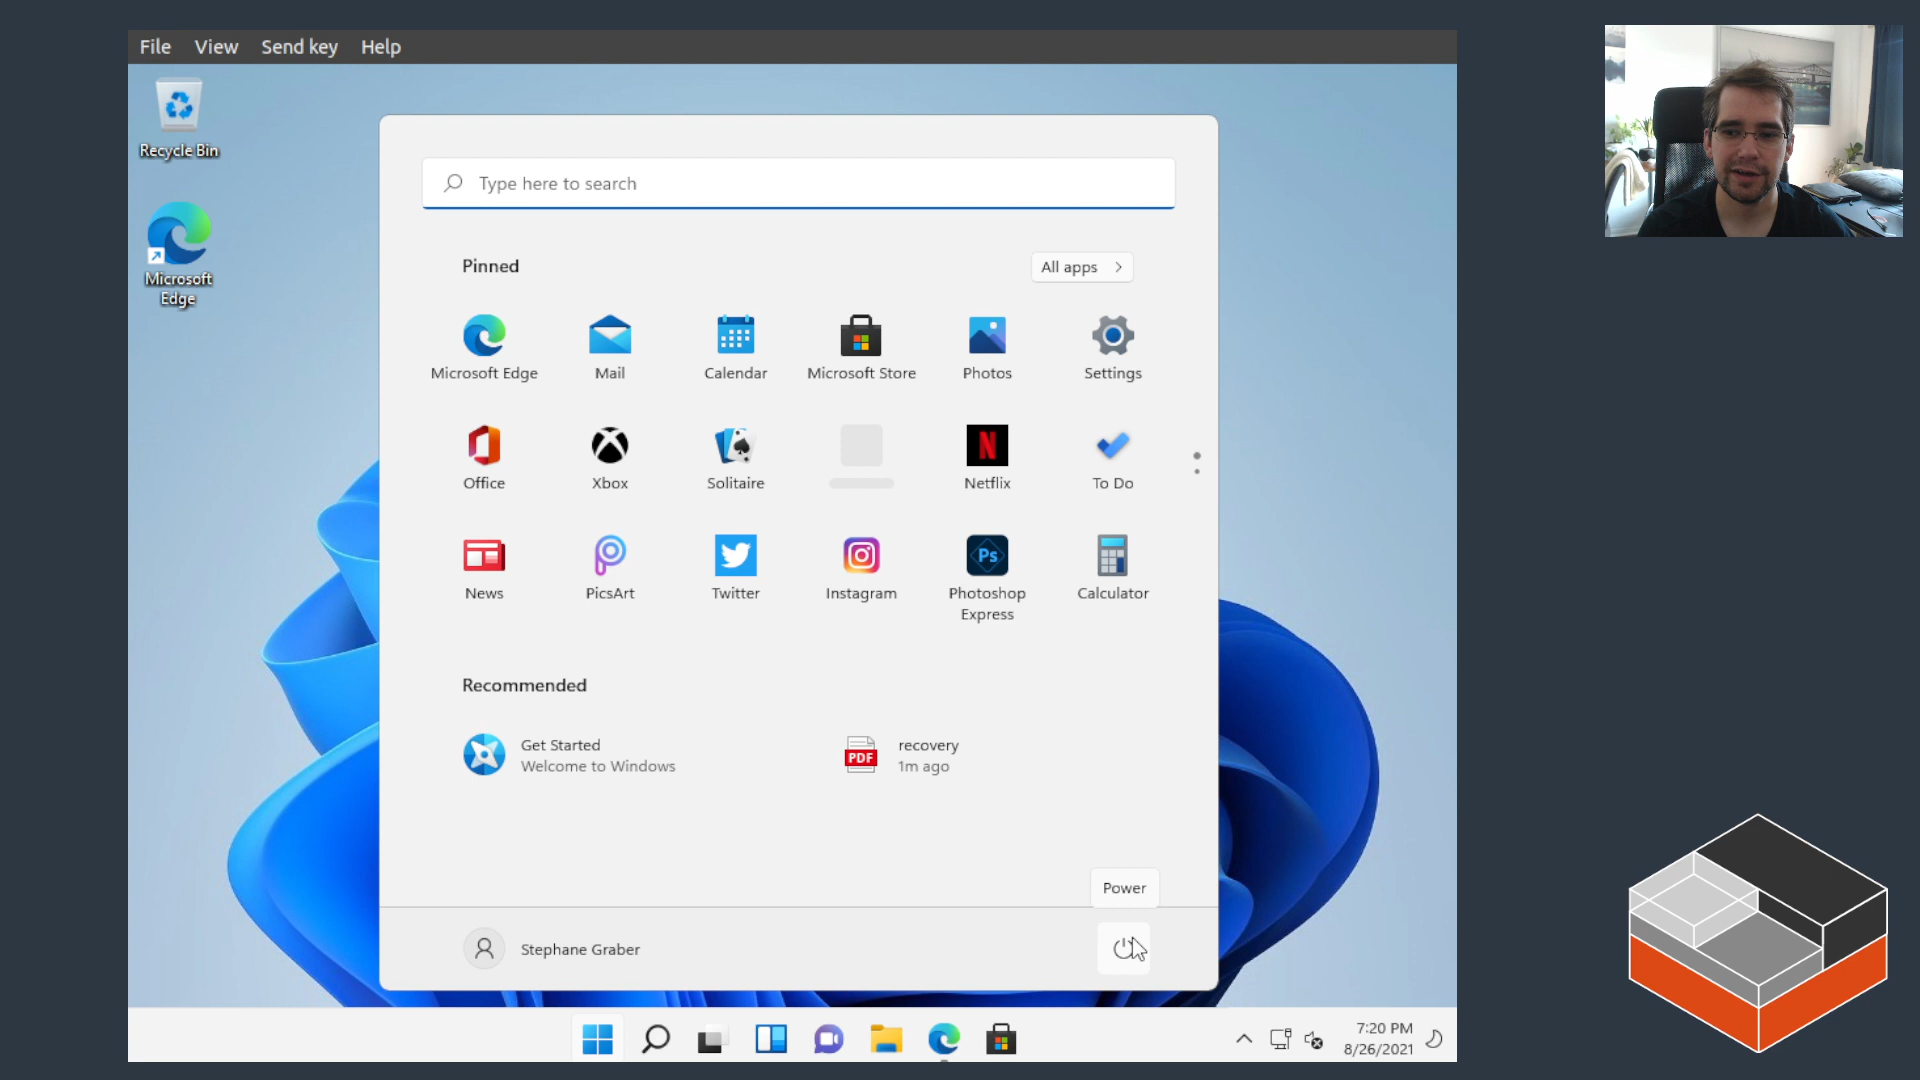 File View Send key Help
Recycle Bin
Microsoft
Edge
Type here to search
Pinned
All apps
Microsoft Edge
Mail
Calendar
Microsoft Store
Photos
Settings
Office
Xbox
Solitaire
N
Netflix
To Do
News
PicsArt
Twitter
Instagram
Ps
Photoshop
Express
Calculator
Recommended
Get Started
Welcome to Windows
PDF
recovery
1m ago
Power
Stephane Graber
7:20 PM
8/26/2021